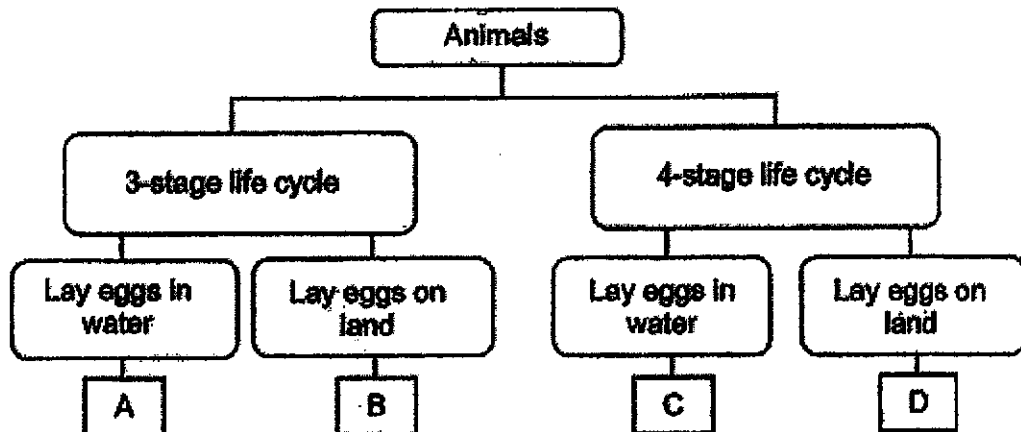 Animals
3-stage life cycle
4-stage life cycle
Lay eggs in
water
Lay eggs on
land
Lay eggs in
water
Lay eggs on
land
A
B
C
D